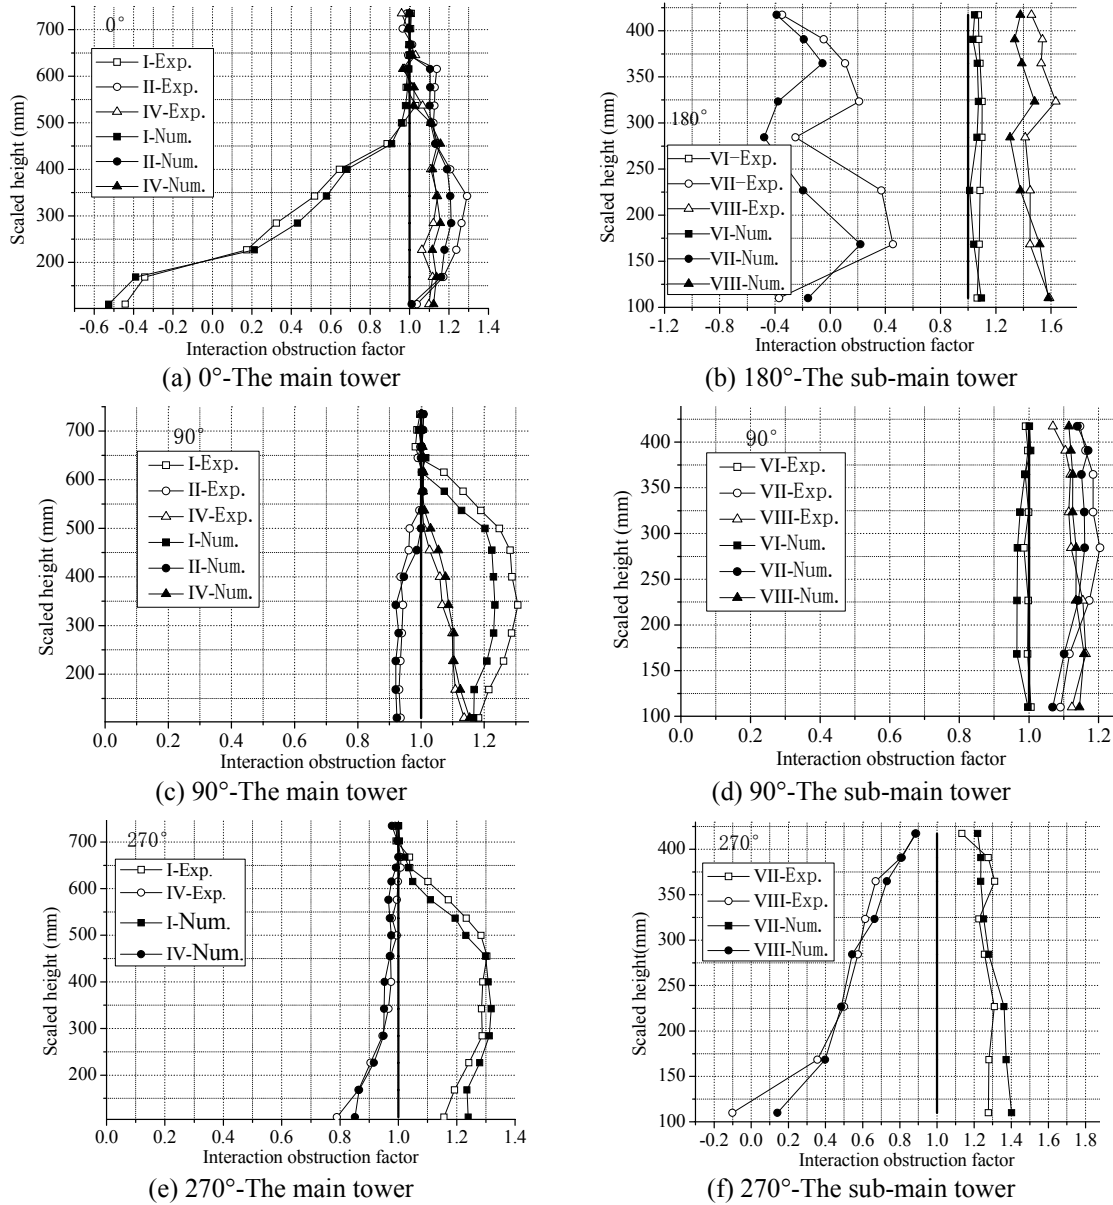 0°
I-Exp.
II-Exp.
IV-Exp.
I-Num.
II-Num.
IV-Num.
700
600
500
400
300
200
Scaled height (mm)
-0.6 -0.4 -0.2 0.0 0.2 0.4 0.6 0.8 1.0 1.2 1.4
Interaction obstruction factor
(a) 0°-The main tower
180°
VI-Exp.
VII-Exp.
VIII-Exp.
VI-Num.
VII-Num.
VIII-Num.
400
350
300
250
200
150
100
Scaled height (mm)
-1.2 -0.8 -0.4 0.0 0.4 0.8 1.2 1.6
Interaction obstruction factor
(b) 180°-The sub-main tower
90°
I-Exp.
II-Exp.
IV-Exp.
I-Num.
II-Num.
IV-Num.
700
600
500
400
300
200
Scaled height (mm)
0.0 0.2 0.4 0.6 0.8 1.0 1.2
Interaction obstruction factor
(c) 90°-The main tower
90°
VI-Exp.
VII-Exp.
VIII-Exp.
VI-Num.
VII-Num.
VIII-Num.
400
350
300
250
200
150
100
Scaled height (mm)
0.0 0.2 0.4 0.6 0.8 1.0 1.2
Interaction obstruction factor
(d) 90°-The sub-main tower
270°
I-Exp.
IV-Exp.
I-Num.
IV-Num.
700
600
500
400
300
200
Scaled height (mm)
0.0 0.2 0.4 0.6 0.8 1.0 1.2 1.4
Interaction obstruction factor
(e) 270°-The main tower
270°
VII-Exp.
VIII-Exp.
VII-Num.
VIII-Num.
400
350
300
250
200
150
100
Scaled height(mm)
-0.2 0.0 0.2 0.4 0.6 0.8 1.0 1.2 1.4 1.6 1.8
Interaction obstruction factor
(f) 270°-The sub-main tower